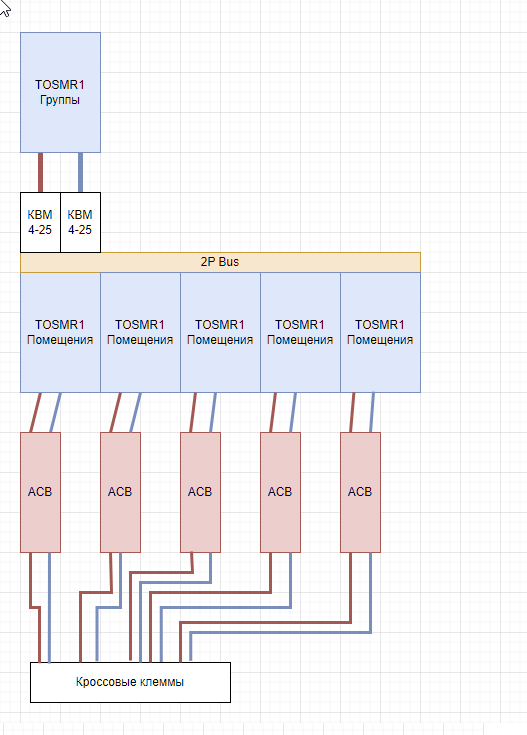 TOSMR1
Группы
КВМ
4-25
КВМ
4-25
2P Bus
TOSMR1
Помещения
TOSMR1
Помещения
TOSMR1
Помещения
TOSMR1
Помещения
TOSMR1
Помещения
АСВ
АСВ
АСВ
АСВ
АСВ
Кроссовые клеммы